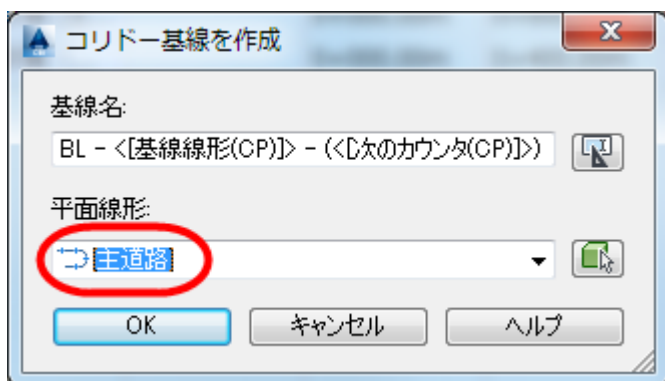 コリドー基線を作成
基線名:
BL - <[基線線形(CP)]> - (<[次のカウンタ(CP)]>)
平面線形:
主道路
OK
キャンセル
ヘルプ